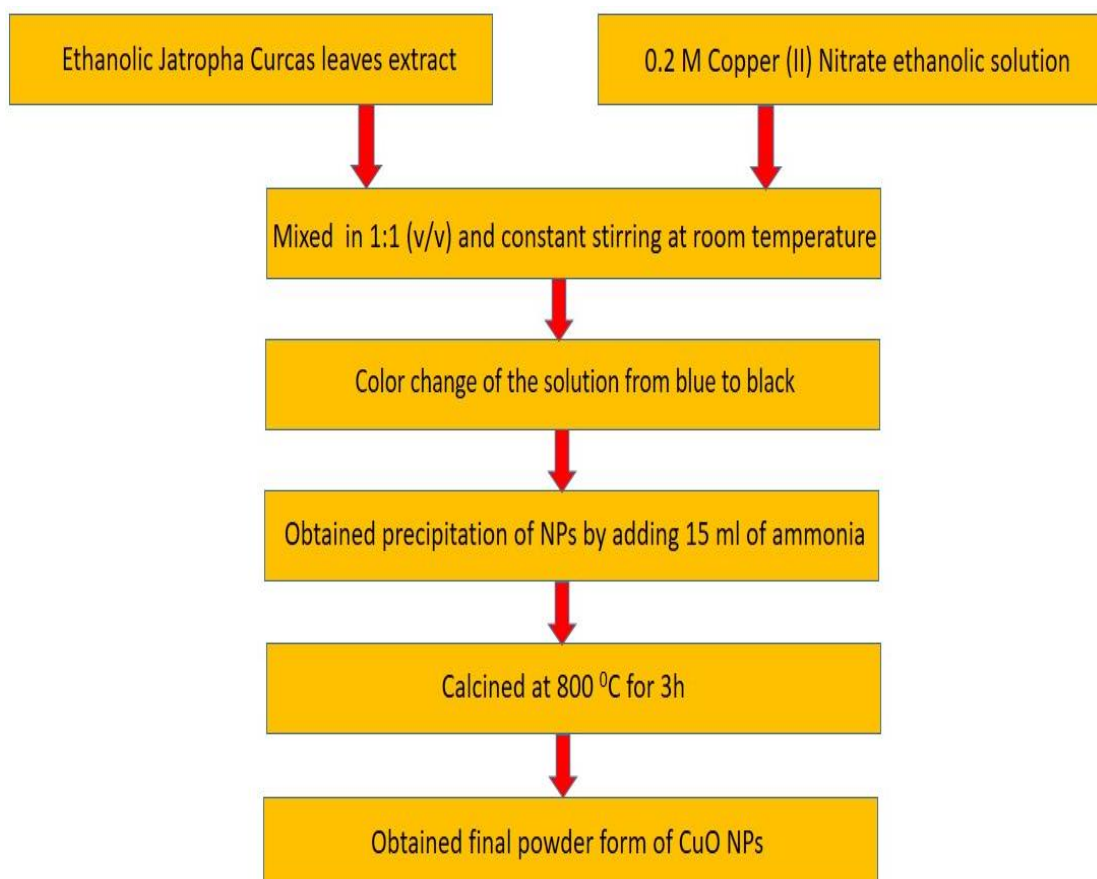 Ethanolic Jatropha Curcas leaves extract
0.2 M Copper (II) Nitrate ethanolic solution
Mixed in 1:1 (v/v) and constant stirring at room temperature
Color change of the solution from blue to black
Obtained precipitation of NPs by adding 15 ml of ammonia
Calcined at 800 ⁰C for 3h
Obtained final powder form of CuO NPs